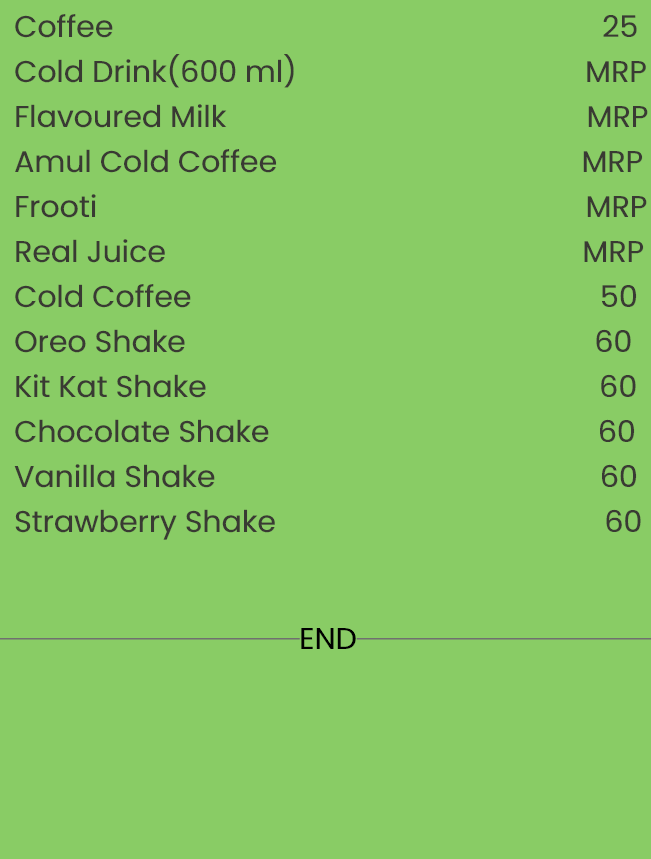 Coffee 25
Cold Drink(600 ml) MRP
Flavoured Milk MRP
Amul Cold Coffee MRP
Frooti MRP
Real Juice MRP
Cold Coffee 50
Oreo Shake 60
Kit Kat Shake 60
Chocolate Shake 60
Vanilla Shake 60
Strawberry Shake 60
END